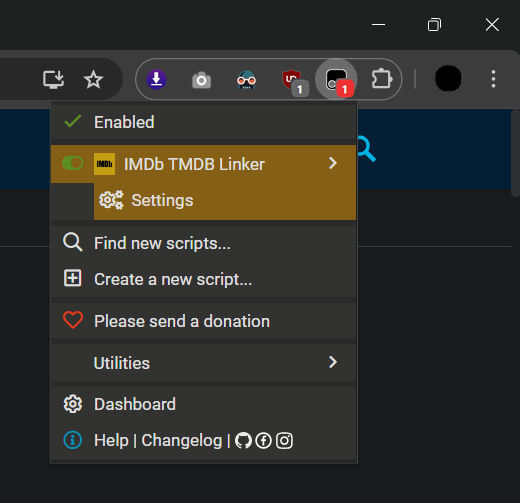 1
1
Enabled
IMDb IMDb TMDB Linker
Settings
Find new scripts...
Create a new script...
Please send a donation
Utilities
Dashboard
Help | Changelog |